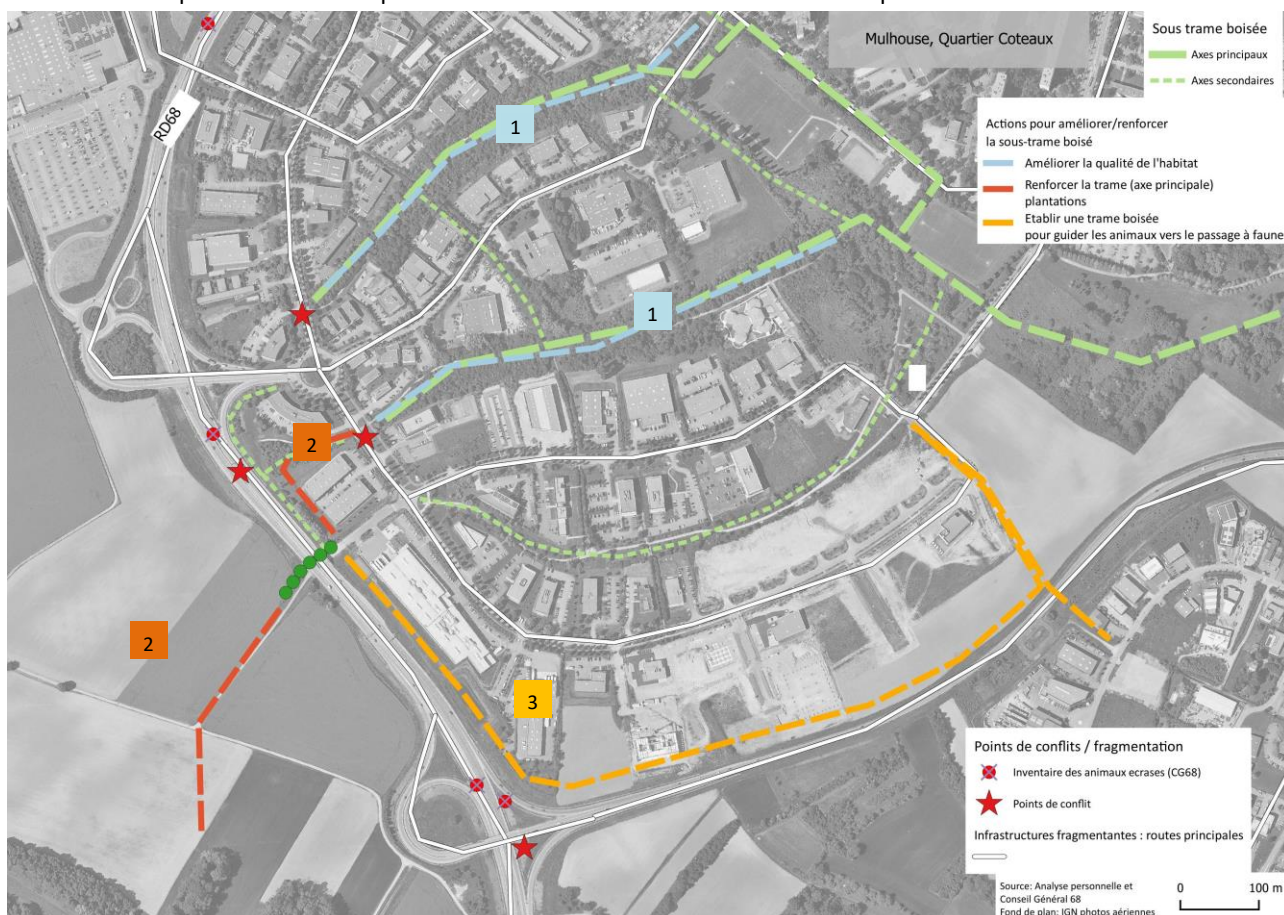 Mulhouse, Quartier Coteaux
Sous trame boisée
Axes principaux
Axes secondaires
Actions pour améliorer/renforcer
la sous-trame boisé
Améliorer la qualité de l'habitat
Renforcer la trame (axe principale)
plantations
Etablir une trame boisée
pour guider les animaux vers le passage à faune
RD68
1
1
2
2
3
Points de conflits / fragmentation
Inventaire des animaux ecrases (CG68)
Points de conflit
Infrastructures fragmentantes : routes principales
Source: Analyse personnelle et
Conseil Général 68
Fond de plan: IGN photos aériennes
0 100 m